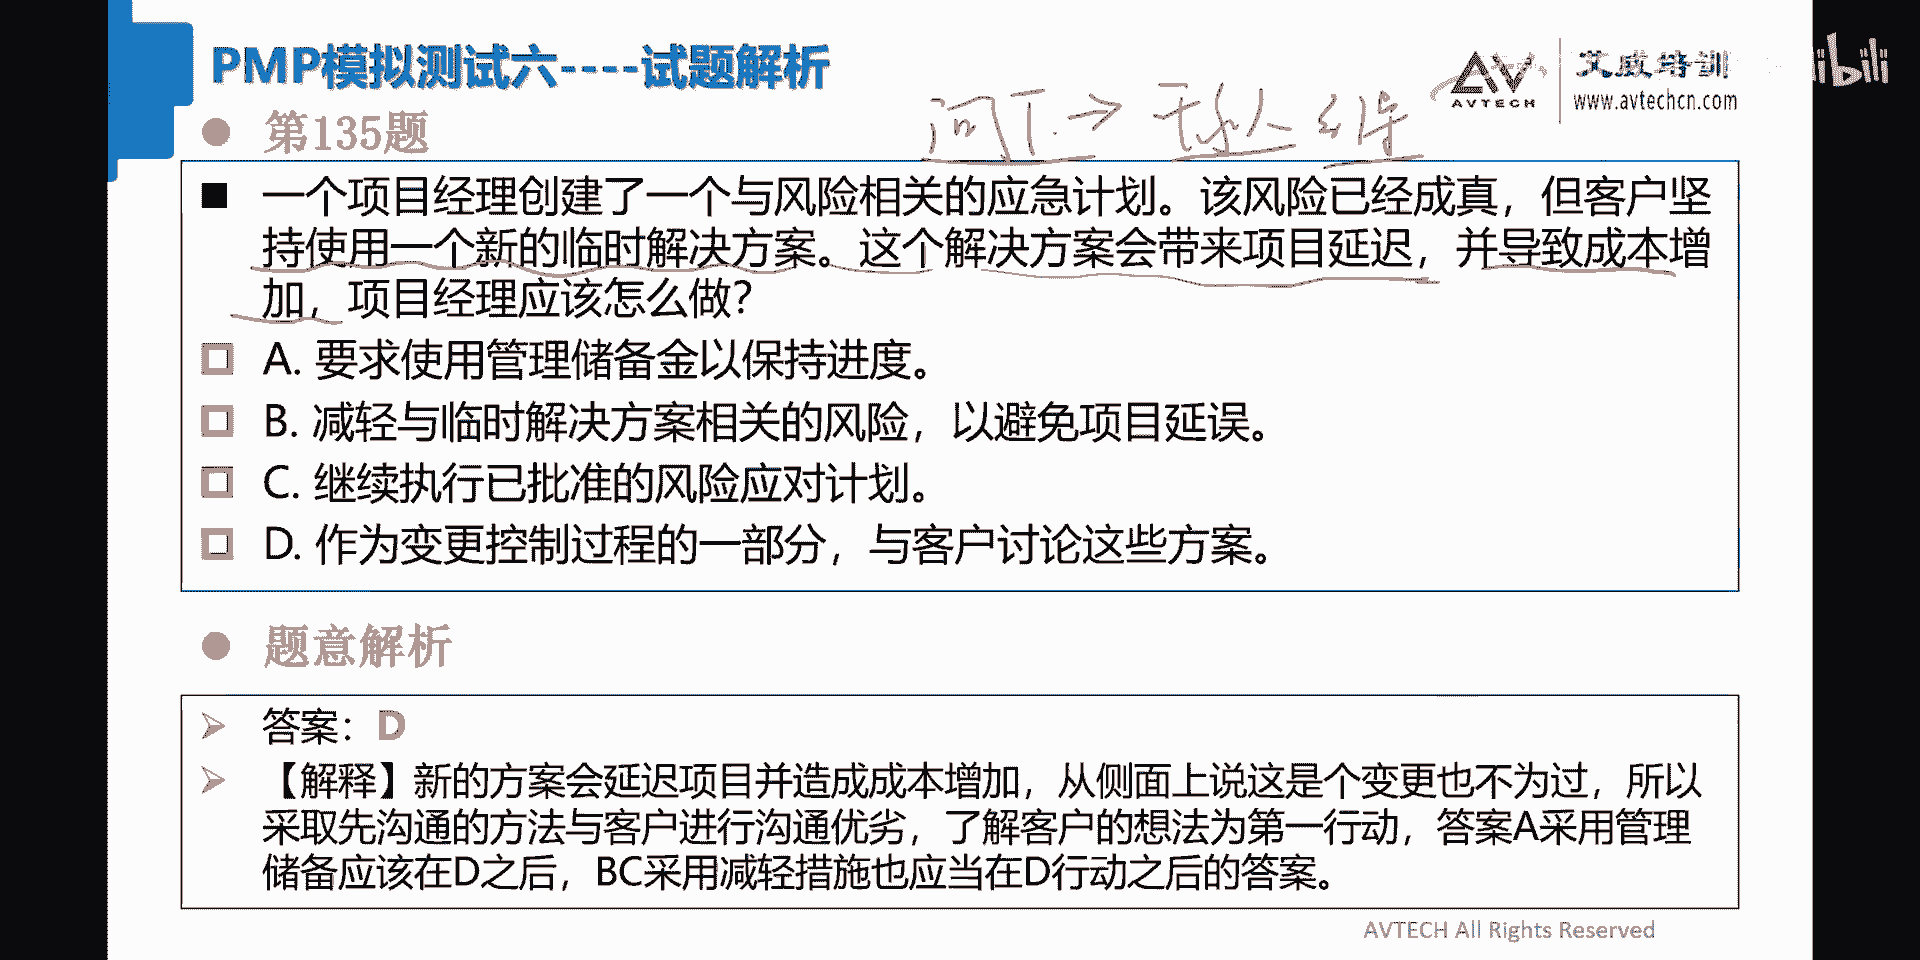 PMP模拟测试六----试题解析
AVTECH
艾威培训
www.avtechcn.com
第135题
一个项目经理创建了一个与风险相关的应急计划。该风险已经成真，但客户坚
持使用一个新的临时解决方案。这个解决方案会带来项目延迟，并导致成本增
加，项目经理应该怎么做？
A. 要求使用管理储备金以保持进度。
B. 减轻与临时解决方案相关的风险，以避免项目延误。
C. 继续执行已批准的风险应对计划。
D. 作为变更控制过程的一部分，与客户讨论这些方案。
题意解析
答案：D
【解释】新的方案会延迟项目并造成成本增加，从侧面上说这是个变更也不为过，所以
采取先沟通的方法与客户进行沟通优劣，了解客户的想法为第一行动，答案A采用管理
储备应该在D之后，BC采用减轻措施也应当在D行动之后的答案。
AVTECH All Rights Reserved